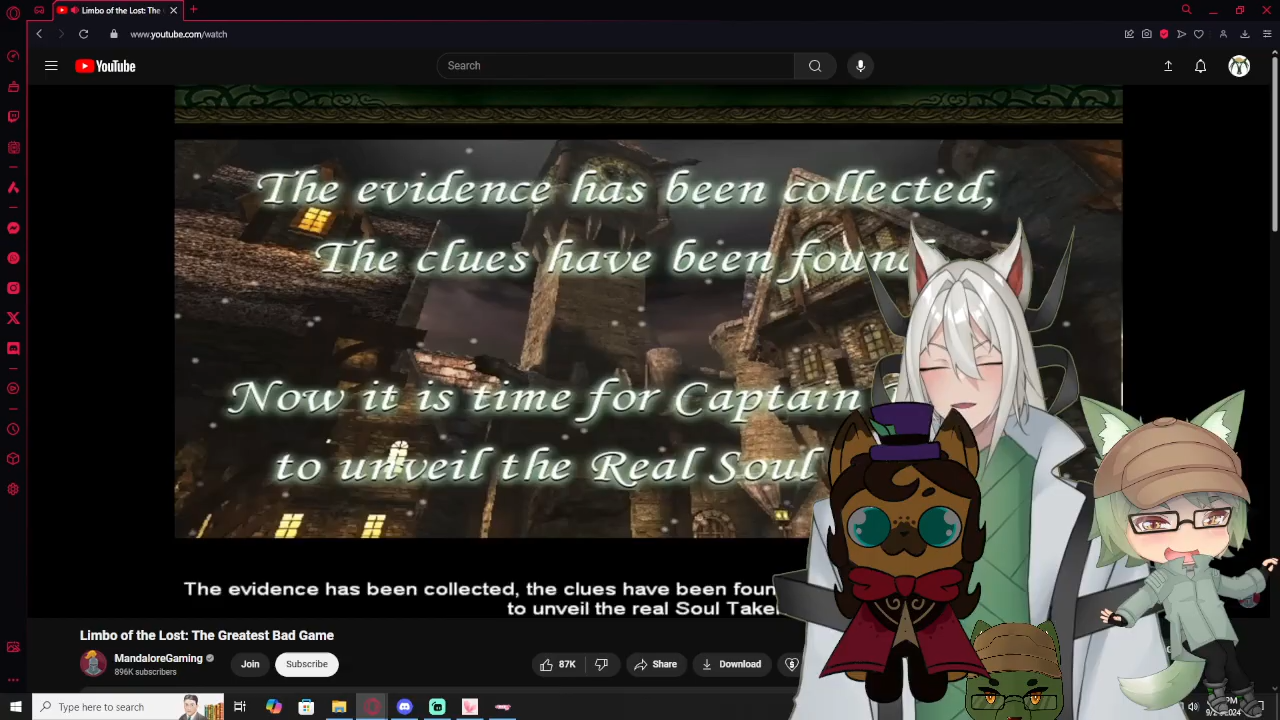 Limbo of the Lost: The
www.youtube.com/watch
YouTube
Search
The evidence has been collected,
The clues have been found
Now it is time for Captain
to unveil the Real Soul
The evidence has been collected, the clues have been foun
to unveil the real Soul Taker
Limbo of the Lost: The Greatest Bad Game
MandaloreGaming
896K subscribers
Join
Subscribe
87K
Share
Download
Type here to search
PM